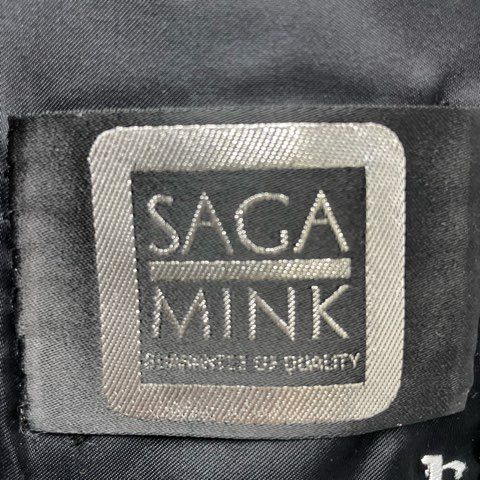 SAGA
MINK
GUARANTEE OF QUALITY
r